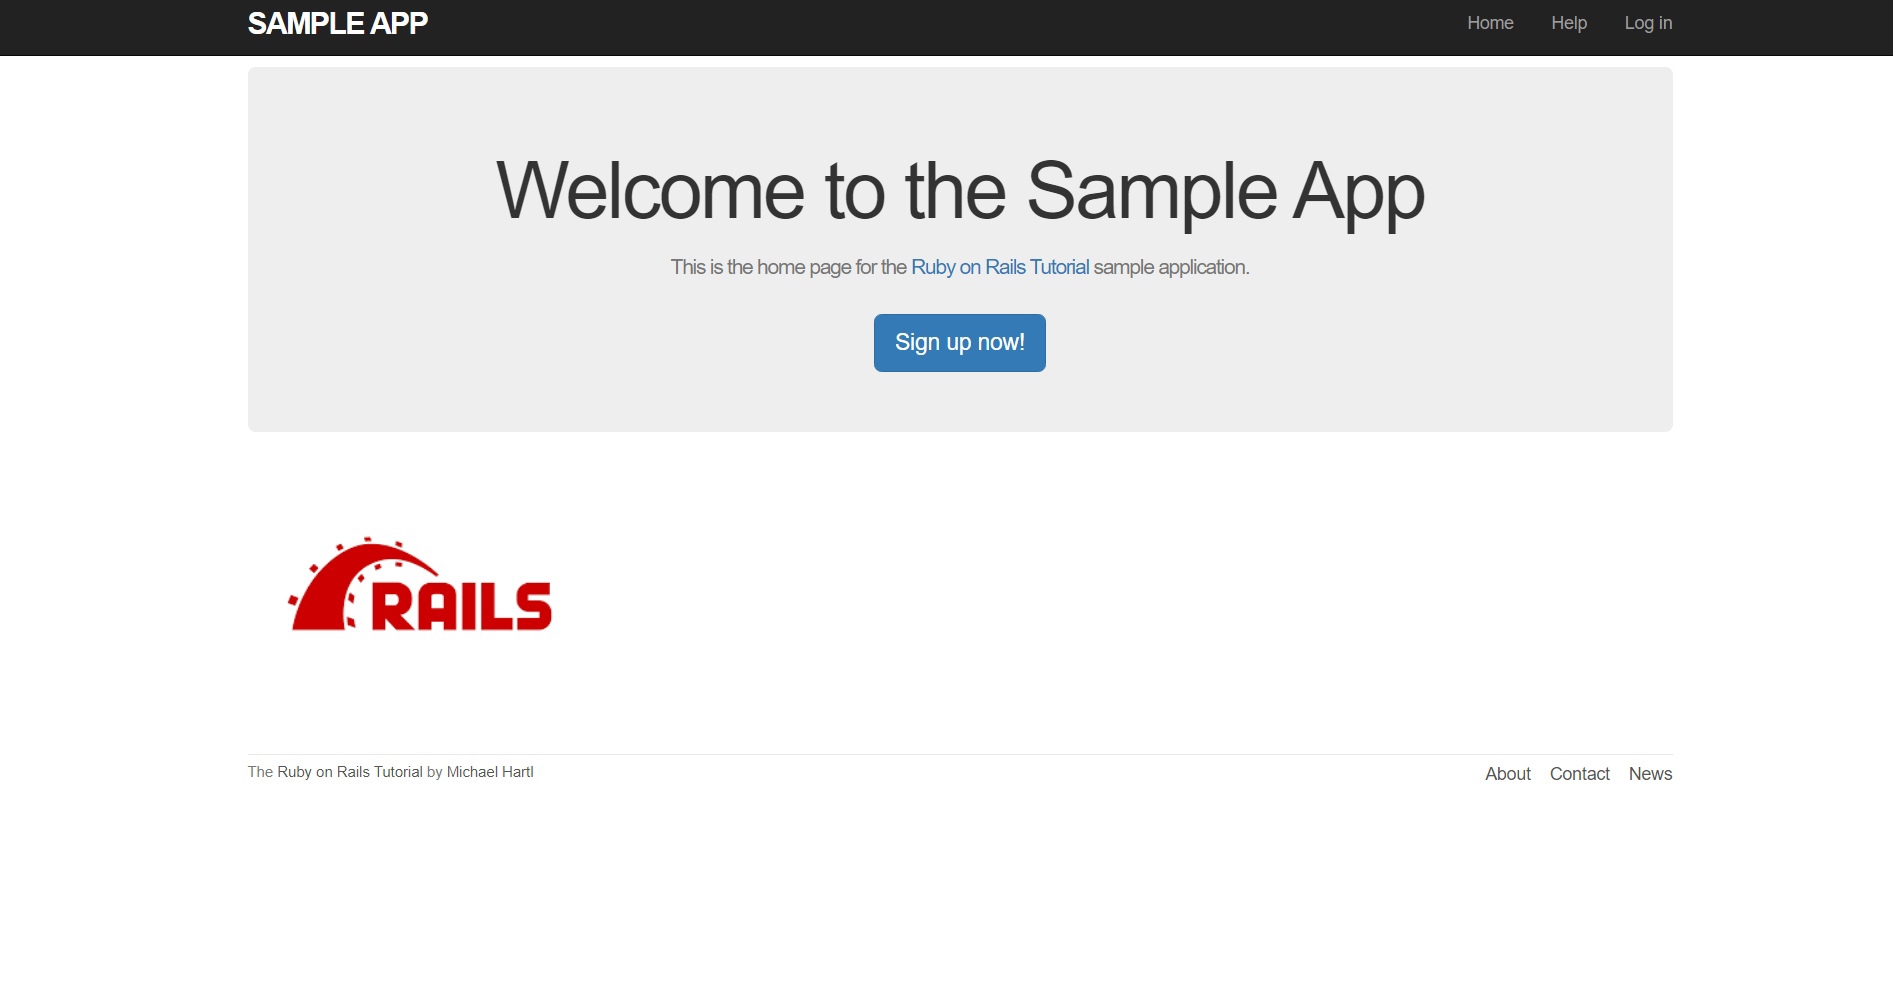 SAMPLE APP
Home Help Log in
Welcome to the Sample App
This is the home page for the Ruby on Rails Tutorial sample application.
Sign up now!
RAILS
The Ruby on Rails Tutorial by Michael Hartl
About Contact News